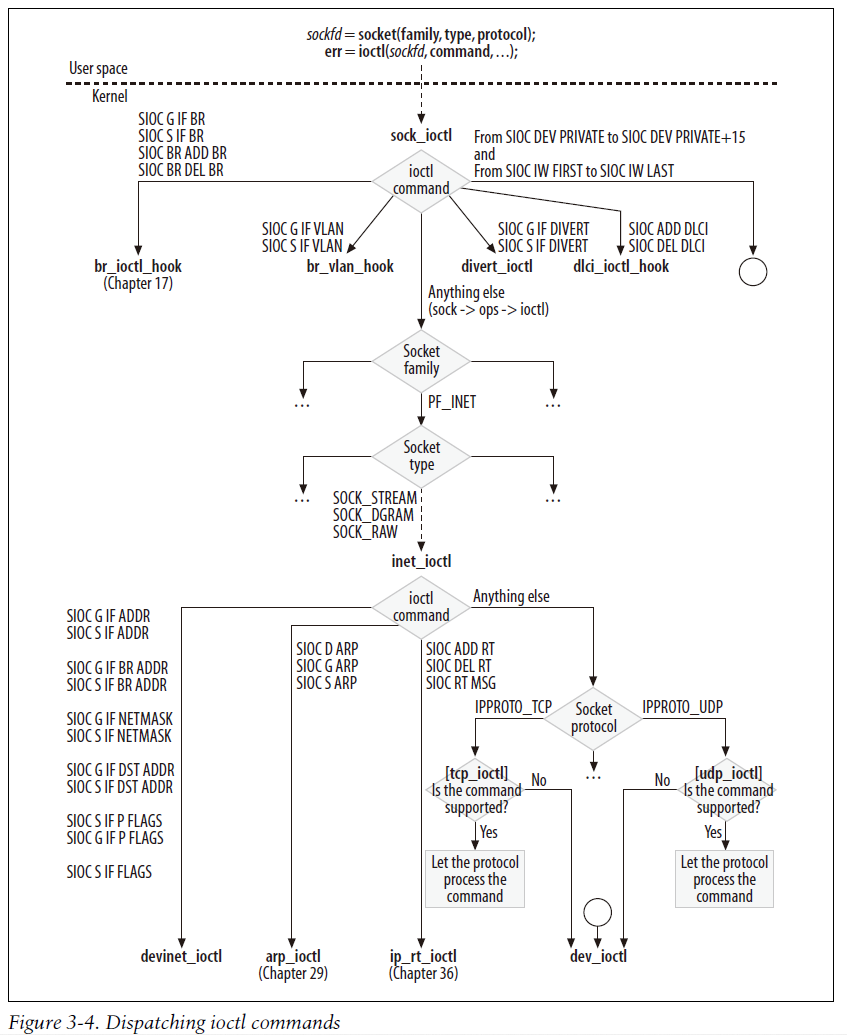 sockfd = socket(family, type, protocol);
err = ioctl(sockfd, command, ...);
User space
Kernel
SIOC G IF BR
SIOC S IF BR
SIOC BR ADD BR
SIOC BR DEL BR
sock_ioctl
From SIOC DEV PRIVATE to SIOC DEV PRIVATE+15
and
From SIOC IW FIRST to SIOC IW LAST
ioctl
command
SIOC G IF VLAN
SIOC S IF VLAN
SIOC G IF DIVERT
SIOC S IF DIVERT
SIOC ADD DLCI
SIOC DEL DLCI
br_ioctl_hook
(Chapter 17)
br_vlan_hook
divert_ioctl
dlci_ioctl_hook
Anything else
(sock -> ops -> ioctl)
Socket
family
...
PF_INET
...
Socket
type
...
SOCK_STREAM
SOCK_DGRAM
SOCK_RAW
...
inet_ioctl
ioctl
command
Anything else
SIOC G IF ADDR
SIOC S IF ADDR
SIOC G IF BR ADDR
SIOC S IF BR ADDR
SIOC G IF NETMASK
SIOC S IF NETMASK
SIOC G IF DST ADDR
SIOC S IF DST ADDR
SIOC S IF P FLAGS
SIOC G IF P FLAGS
SIOC S IF FLAGS
SIOC D ARP
SIOC G ARP
SIOC S ARP
SIOC ADD RT
SIOC DEL RT
SIOC RT MSG
IPPROTO_TCP
Socket
protocol
IPPROTO_UDP
...
[tcp_ioctl]
Is the command
supported?
No
Yes
Let the protocol
process the
command
No
[udp_ioctl]
Is the command
supported?
Yes
Let the protocol
process the
command
devinet_ioctl
arp_ioctl
(Chapter 29)
ip_rt_ioctl
(Chapter 36)
dev_ioctl
Figure 3-4. Dispatching ioctl commands